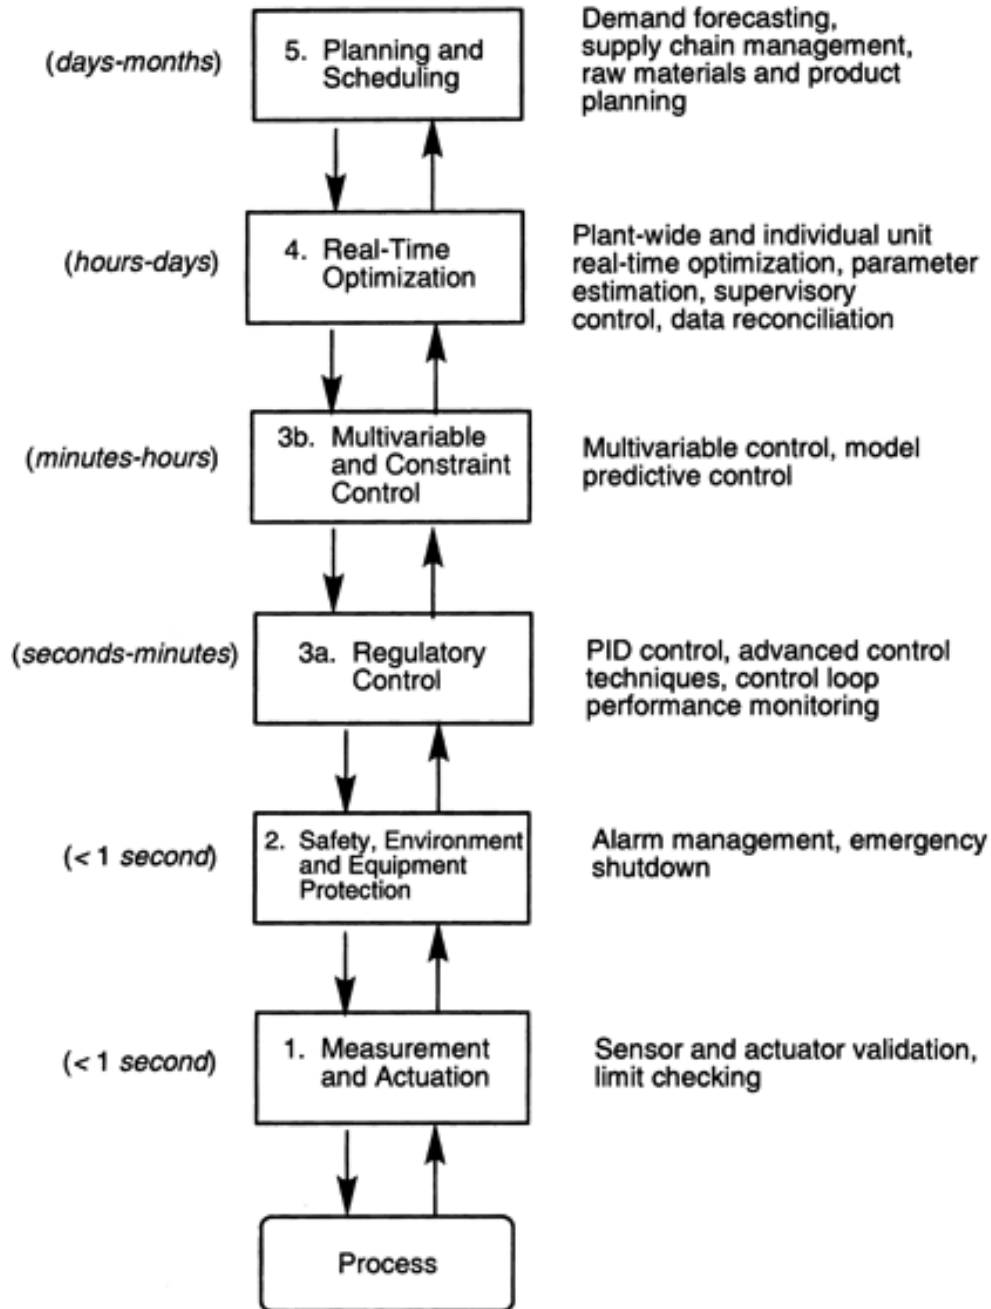 (days-months)
5. Planning and
Scheduling
Demand forecasting,
supply chain management,
raw materials and product
planning
(hours-days)
4. Real-Time
Optimization
Plant-wide and individual unit
real-time optimization, parameter
estimation, supervisory
control, data reconciliation
(minutes-hours)
3b. Multivariable
and Constraint
Control
Multivariable control, model
predictive control
(seconds-minutes)
3a. Regulatory
Control
PID control, advanced control
techniques, control loop
performance monitoring
(< 1 second)
2. Safety, Environment
and Equipment
Protection
Alarm management, emergency
shutdown
(< 1 second)
1. Measurement
and Actuation
Sensor and actuator validation,
limit checking
Process